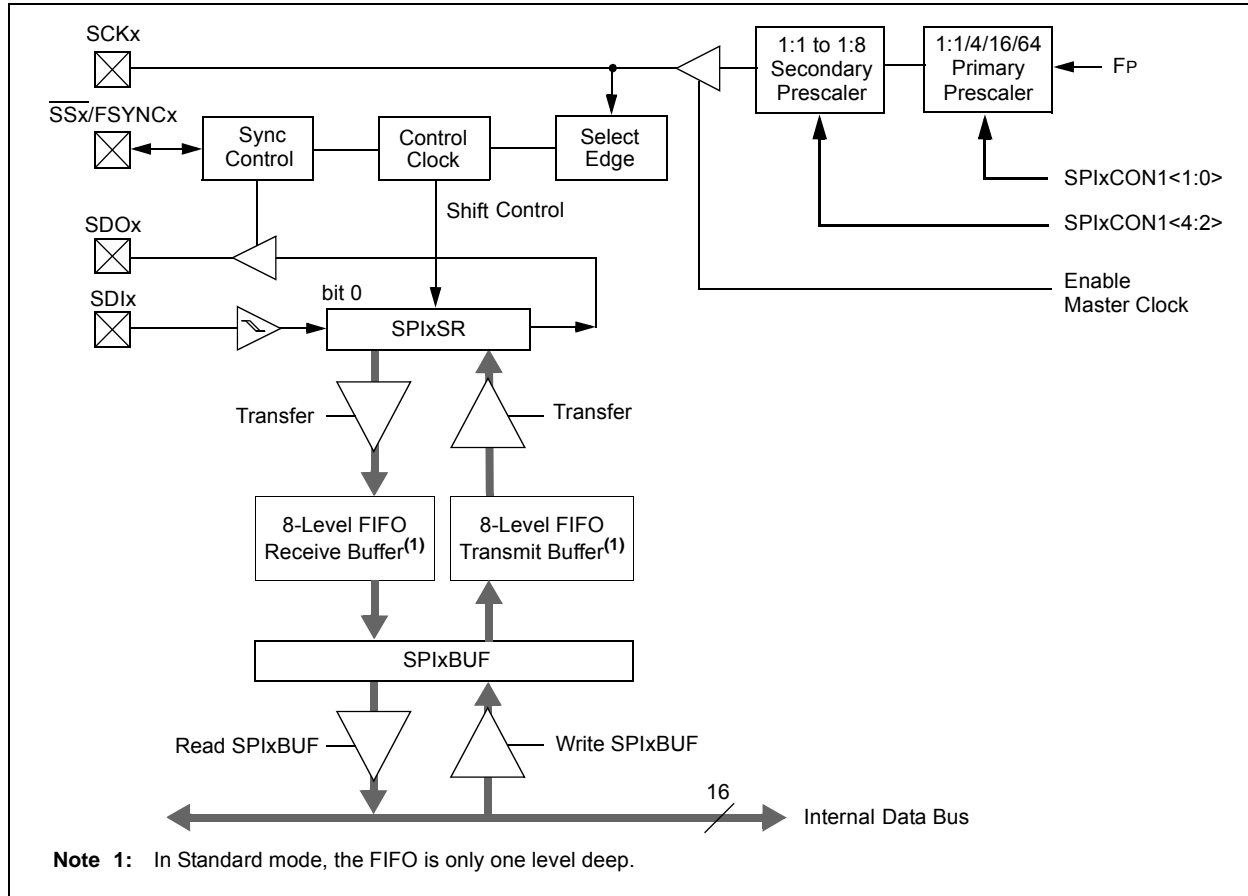 SCKx
1:1 to 1:8
Secondary
Prescaler
1:1/4/16/64
Primary
Prescaler
FP
SSx/FSYNCx
Sync
Control
Control
Clock
Select
Edge
SPIxCON1<1:0>
Shift Control
SPIxCON1<4:2>
SDOx
Enable
Master Clock
SDIx
bit 0
SPIxSR
Transfer
Transfer
8-Level FIFO
Receive Buffer(1)
8-Level FIFO
Transmit Buffer(1)
SPIxBUF
Read SPIxBUF
Write SPIxBUF
16
Internal Data Bus
Note 1: In Standard mode, the FIFO is only one level deep.